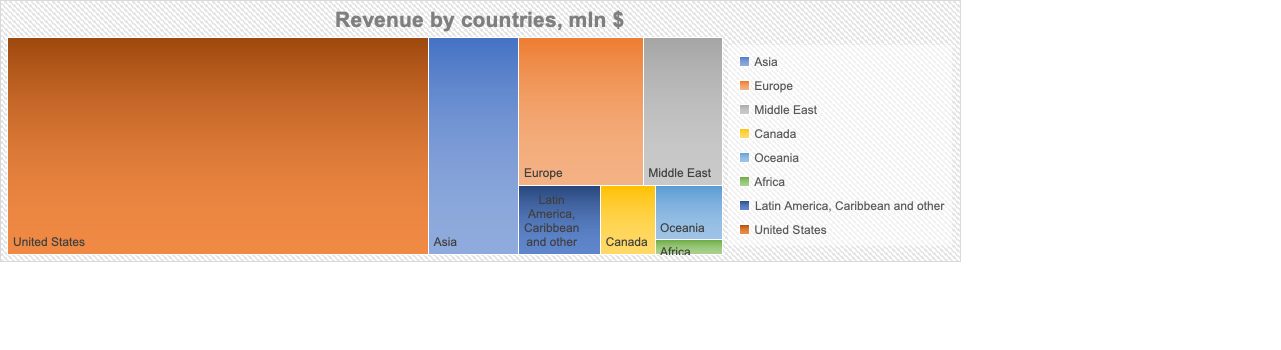 Revenue by countries, mln $
United States
Asia
Europe
Middle East
Latin
America,
Caribbean
and other
Canada
Oceania
Africa
Asia
Europe
Middle East
Canada
Oceania
Africa
Latin America, Caribbean and other
United States